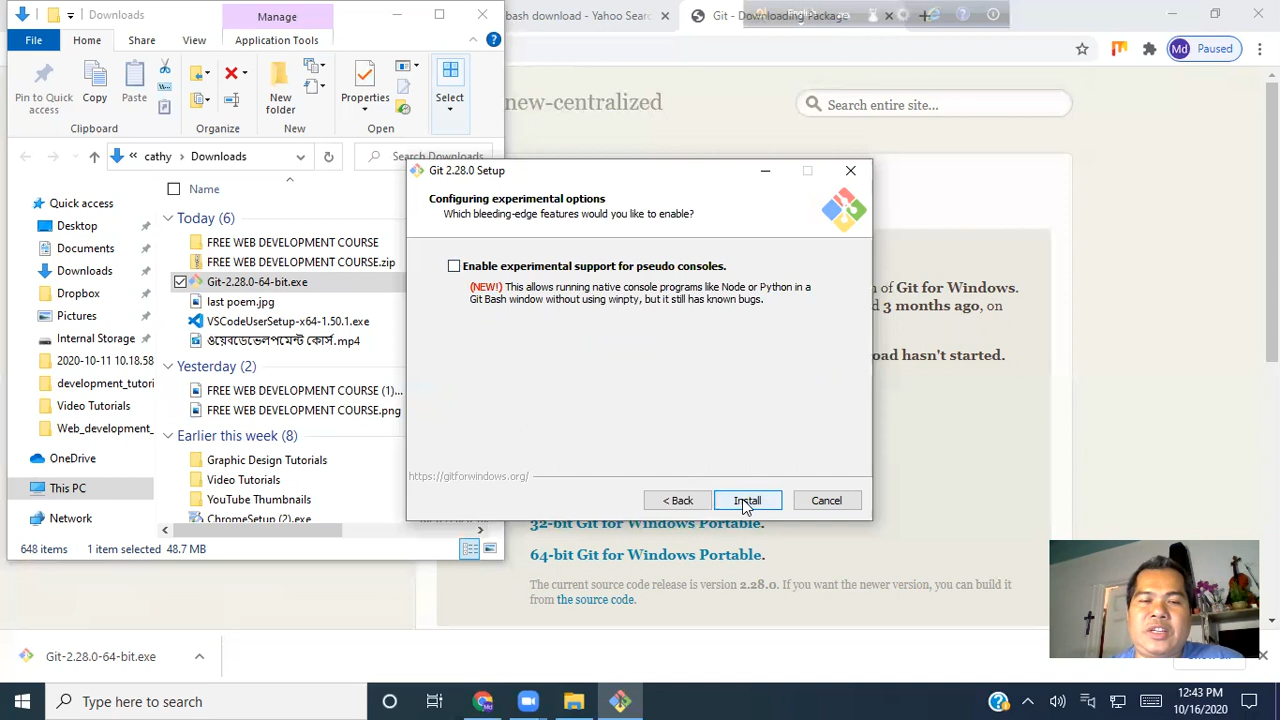 Downloads
Manage
bash download - Yahoo Sear
Git - Downloading Package
English
File
Home
Share
View
Application Tools
Md
Paused
Pin to Quick
access
Copy
Paste
New
folder
Properties
Select
Clipboard
Organize
New
Open
new-centralized
Search entire site...
cathy
Downloads
Search Downloads
Name
Quick access
Desktop
Documents
Downloads
Dropbox
Pictures
Internal Storage
2020-10-11 10.18.58
development_tutori
Video Tutorials
Web_development_
OneDrive
This PC
Network
Today (6)
FREE WEB DEVELOPMENT COURSE
FREE WEB DEVELOPMENT COURSE.zip
Git-2.28.0-64-bit.exe
last poem.jpg
VSCodeUserSetup-x64-1.50.1.exe
ওয়েবডেভেলপমেন্ট কোর্স.mp4
Yesterday (2)
FREE WEB DEVELOPMENT COURSE (1)...
FREE WEB DEVELOPMENT COURSE.png
Earlier this week (8)
Graphic Design Tutorials
Video Tutorials
YouTube Thumbnails
ChromeSetup (2).exe
648 items
1 item selected 48.7 MB
Git 2.28.0 Setup
Configuring experimental options
Which bleeding-edge features would you like to enable?
Enable experimental support for pseudo consoles.
(NEW!) This allows running native console programs like Node or Python in a
Git Bash window without using winpty, but it still has known bugs.
https://gitforwindows.org/
< Back
Install
Cancel
n of Git for Windows.
d 3 months ago, on
oad hasn't started.
32-bit Git for Windows Portable.
64-bit Git for Windows Portable.
The current source code release is version 2.28.0. If you want the newer version, you can build it
from the source code.
Git-2.28.0-64-bit.exe
Type here to search
12:43 PM
10/16/2020